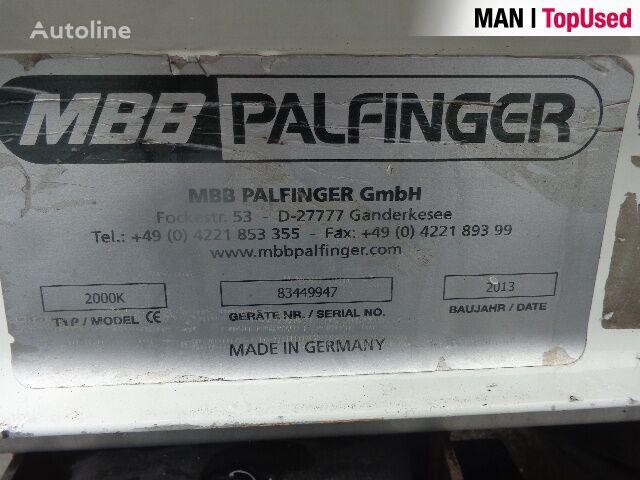 Autoline
MAN | TopUsed
MBB PALFINGER
MBB PALFINGER GmbH
Fockestr. 53 - D-27777 Ganderkesee
Tel.: +49 (0) 4221 853 355 - Fax: +49 (0) 4221 893 99
www.mbbpalfinger.com
2000K 83449947 2013
TYP / MODEL CE GERÄTE NR. / SERIAL NO. BAUJAHR / DATE
MADE IN GERMANY